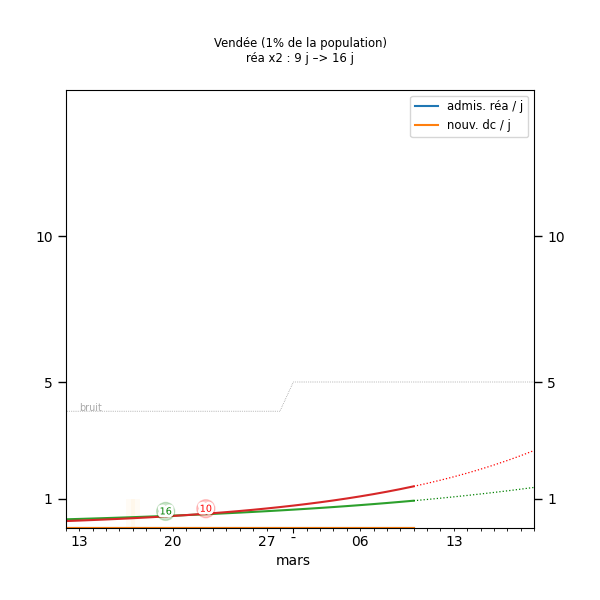 Vendée (1% de la population)
réa x2 : 9 j –> 16 j
admis. réa / j
nouv. dc / j
10 10
5 5
bruit
16 10
1 1
13 20 27 - 06 13
mars